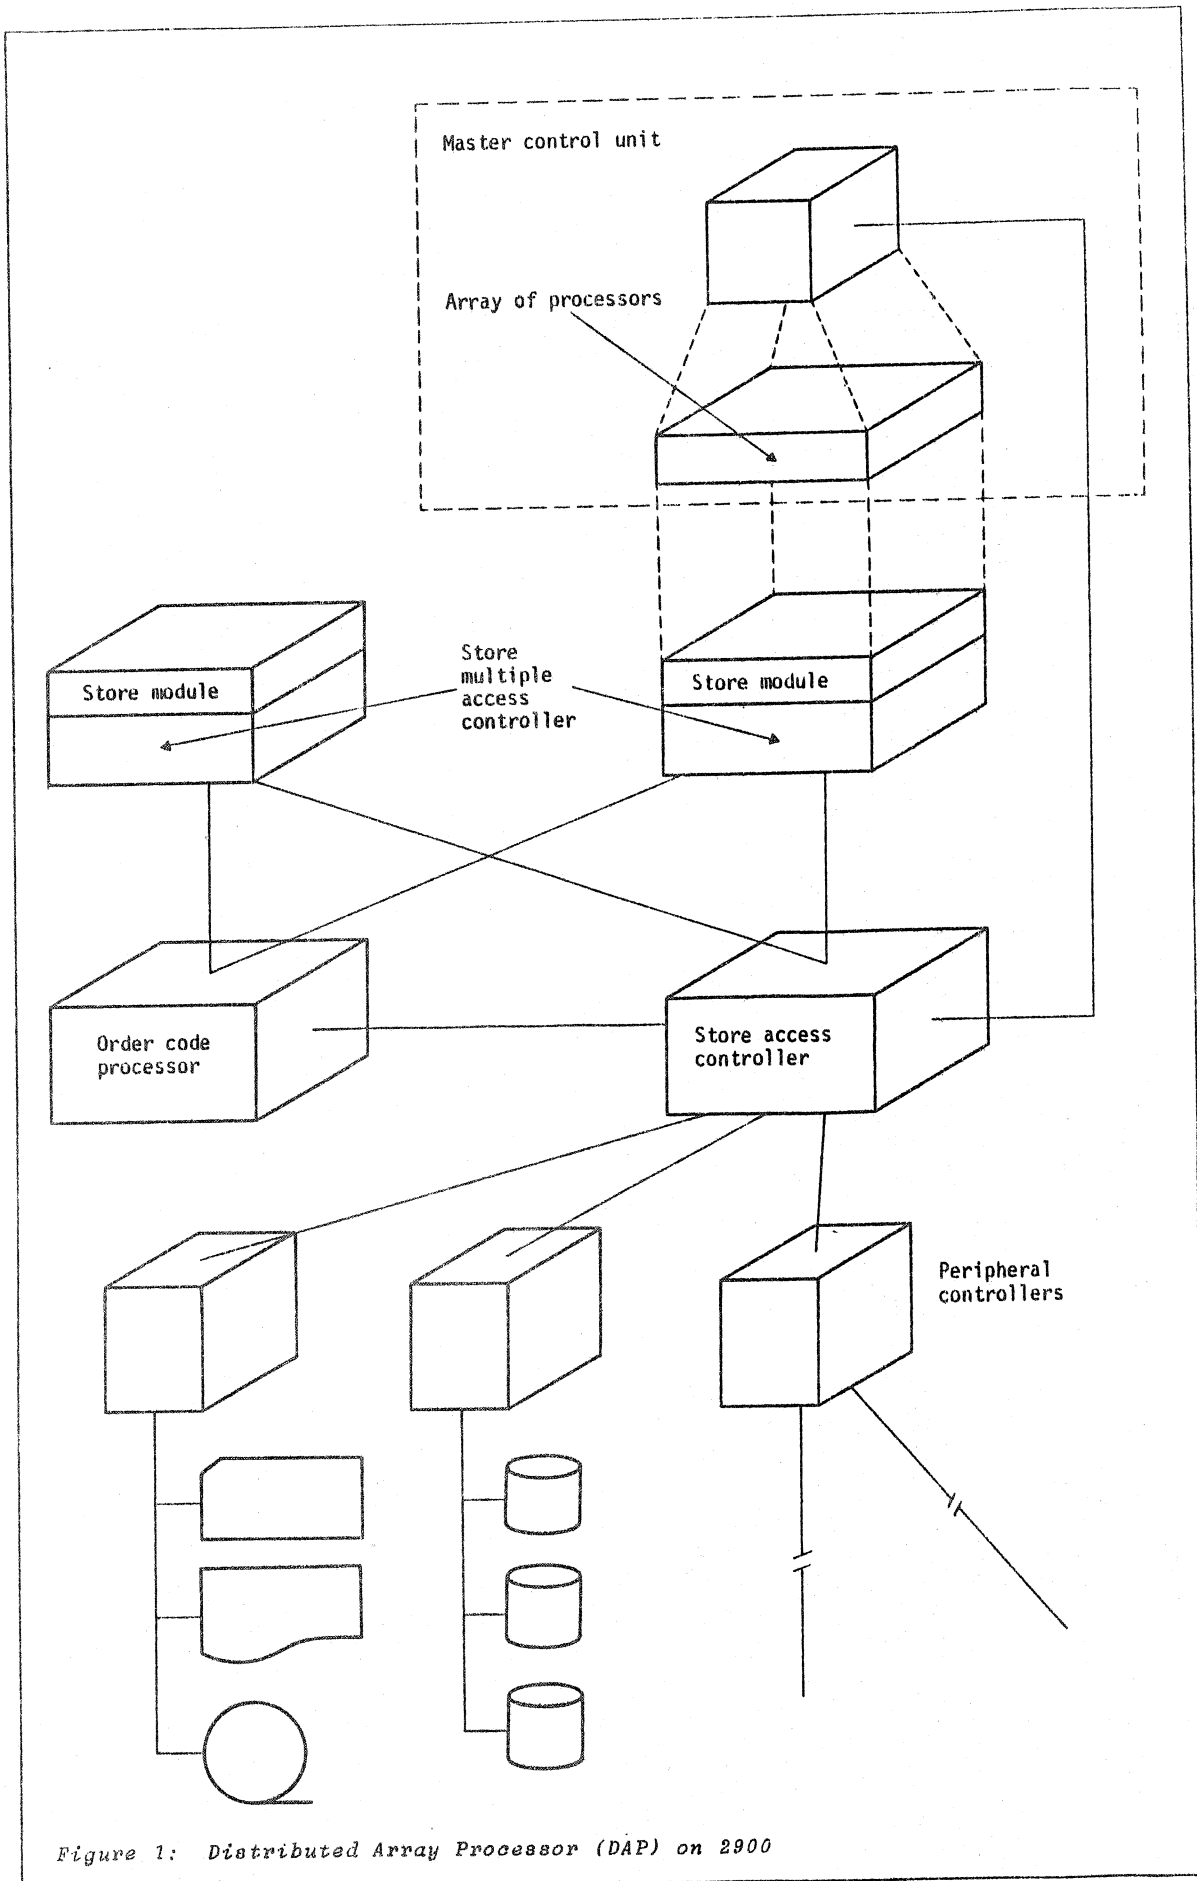 Master control unit
Array of processors
Store
multiple
access
controller
Store module
Store module
Order code
processor
Store access
controller
Peripheral
controllers
Figure 1: Distributed Array Processor (DAP) on 2900